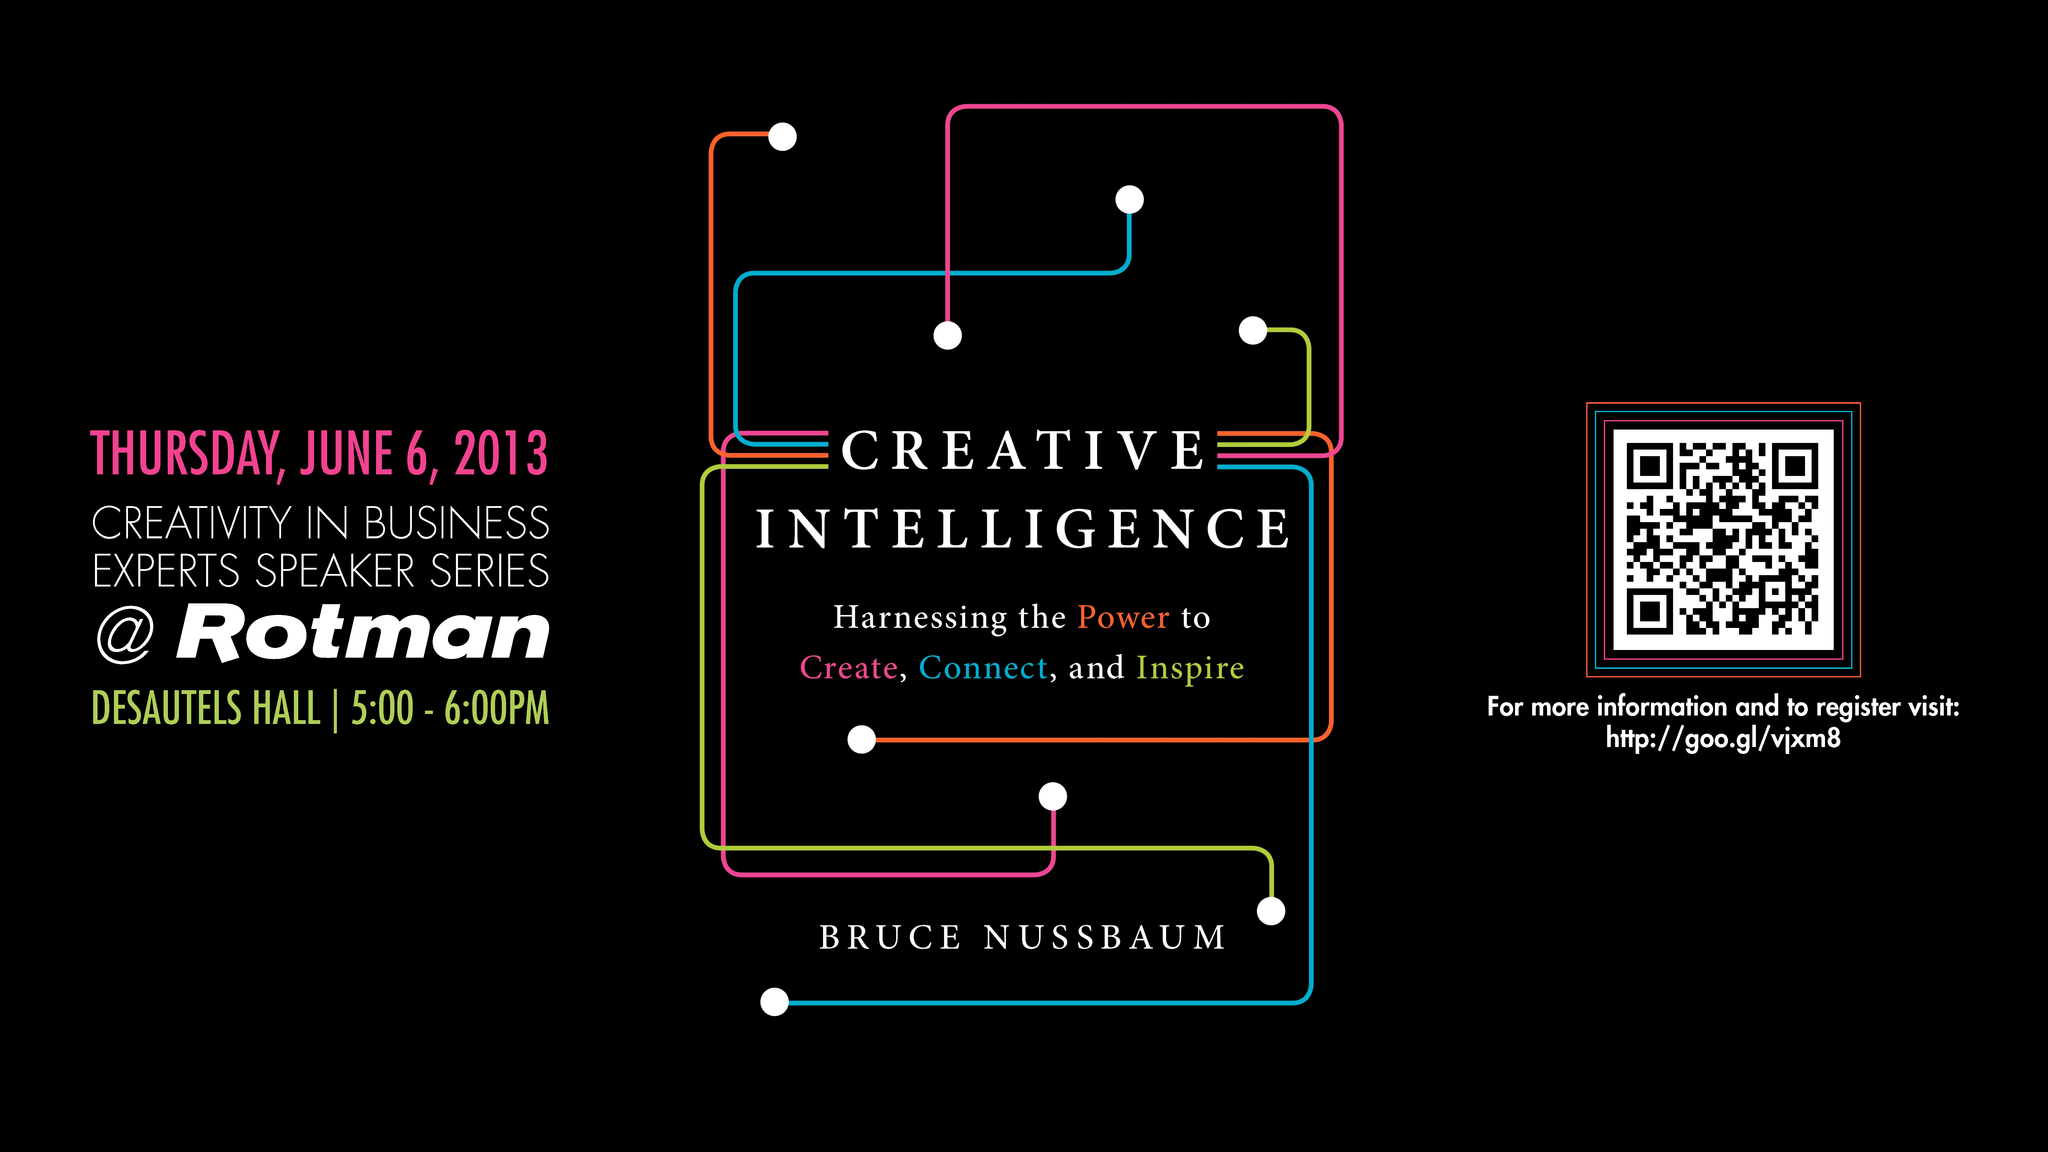 THURSDAY, JUNE 6, 2013
CREATIVITY IN BUSINESS
EXPERTS SPEAKER SERIES
@ Rotman
DESAUTELS HALL | 5:00 - 6:00PM
CREATIVE
INTELLIGENCE
Harnessing the Power to
Create, Connect, and Inspire
BRUCE NUSSBAUM
For more information and to register visit:
http://goo.gl/vjxm8